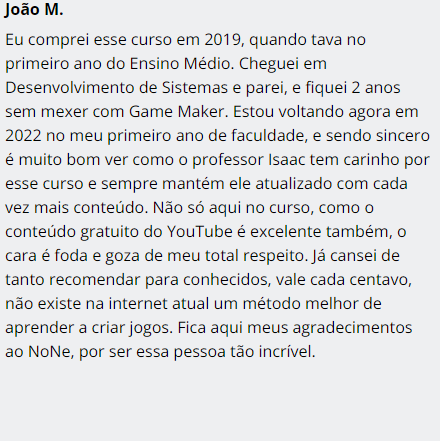 João M.
Eu comprei esse curso em 2019, quando tava no
primeiro ano do Ensino Médio. Cheguei em
Desenvolvimento de Sistemas e parei, e fiquei 2 anos
sem mexer com Game Maker. Estou voltando agora em
2022 no meu primeiro ano de faculdade, e sendo sincero
é muito bom ver como o professor Isaac tem carinho por
esse curso e sempre mantém ele atualizado com cada
vez mais conteúdo. Não só aqui no curso, como o
conteúdo gratuito do YouTube é excelente também, o
cara é foda e goza de meu total respeito. Já cansei de
tanto recomendar para conhecidos, vale cada centavo,
não existe na internet atual um método melhor de
aprender a criar jogos. Fica aqui meus agradecimentos
ao NoNe, por ser essa pessoa tão incrível.